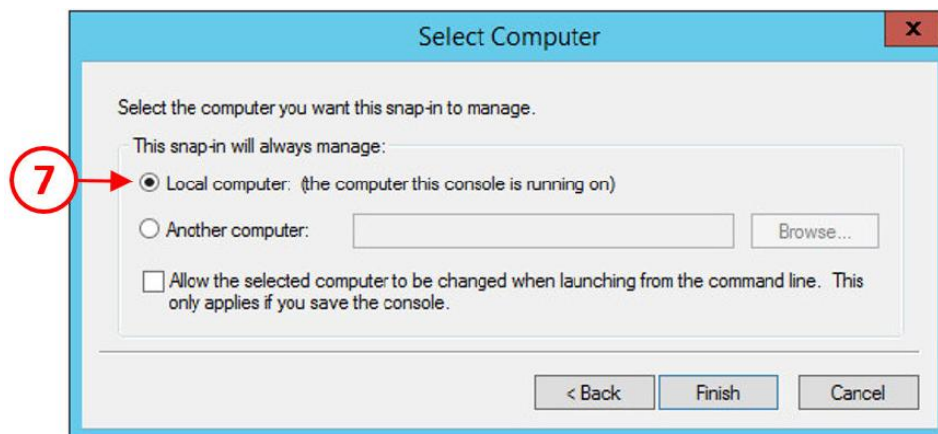 Select Computer
x
Select the computer you want this snap-in to manage.
This snap-in will always manage:
7
Local computer: (the computer this console is running on)
Another computer:
Browse...
Allow the selected computer to be changed when launching from the command line. This
only applies if you save the console.
< Back
Finish
Cancel